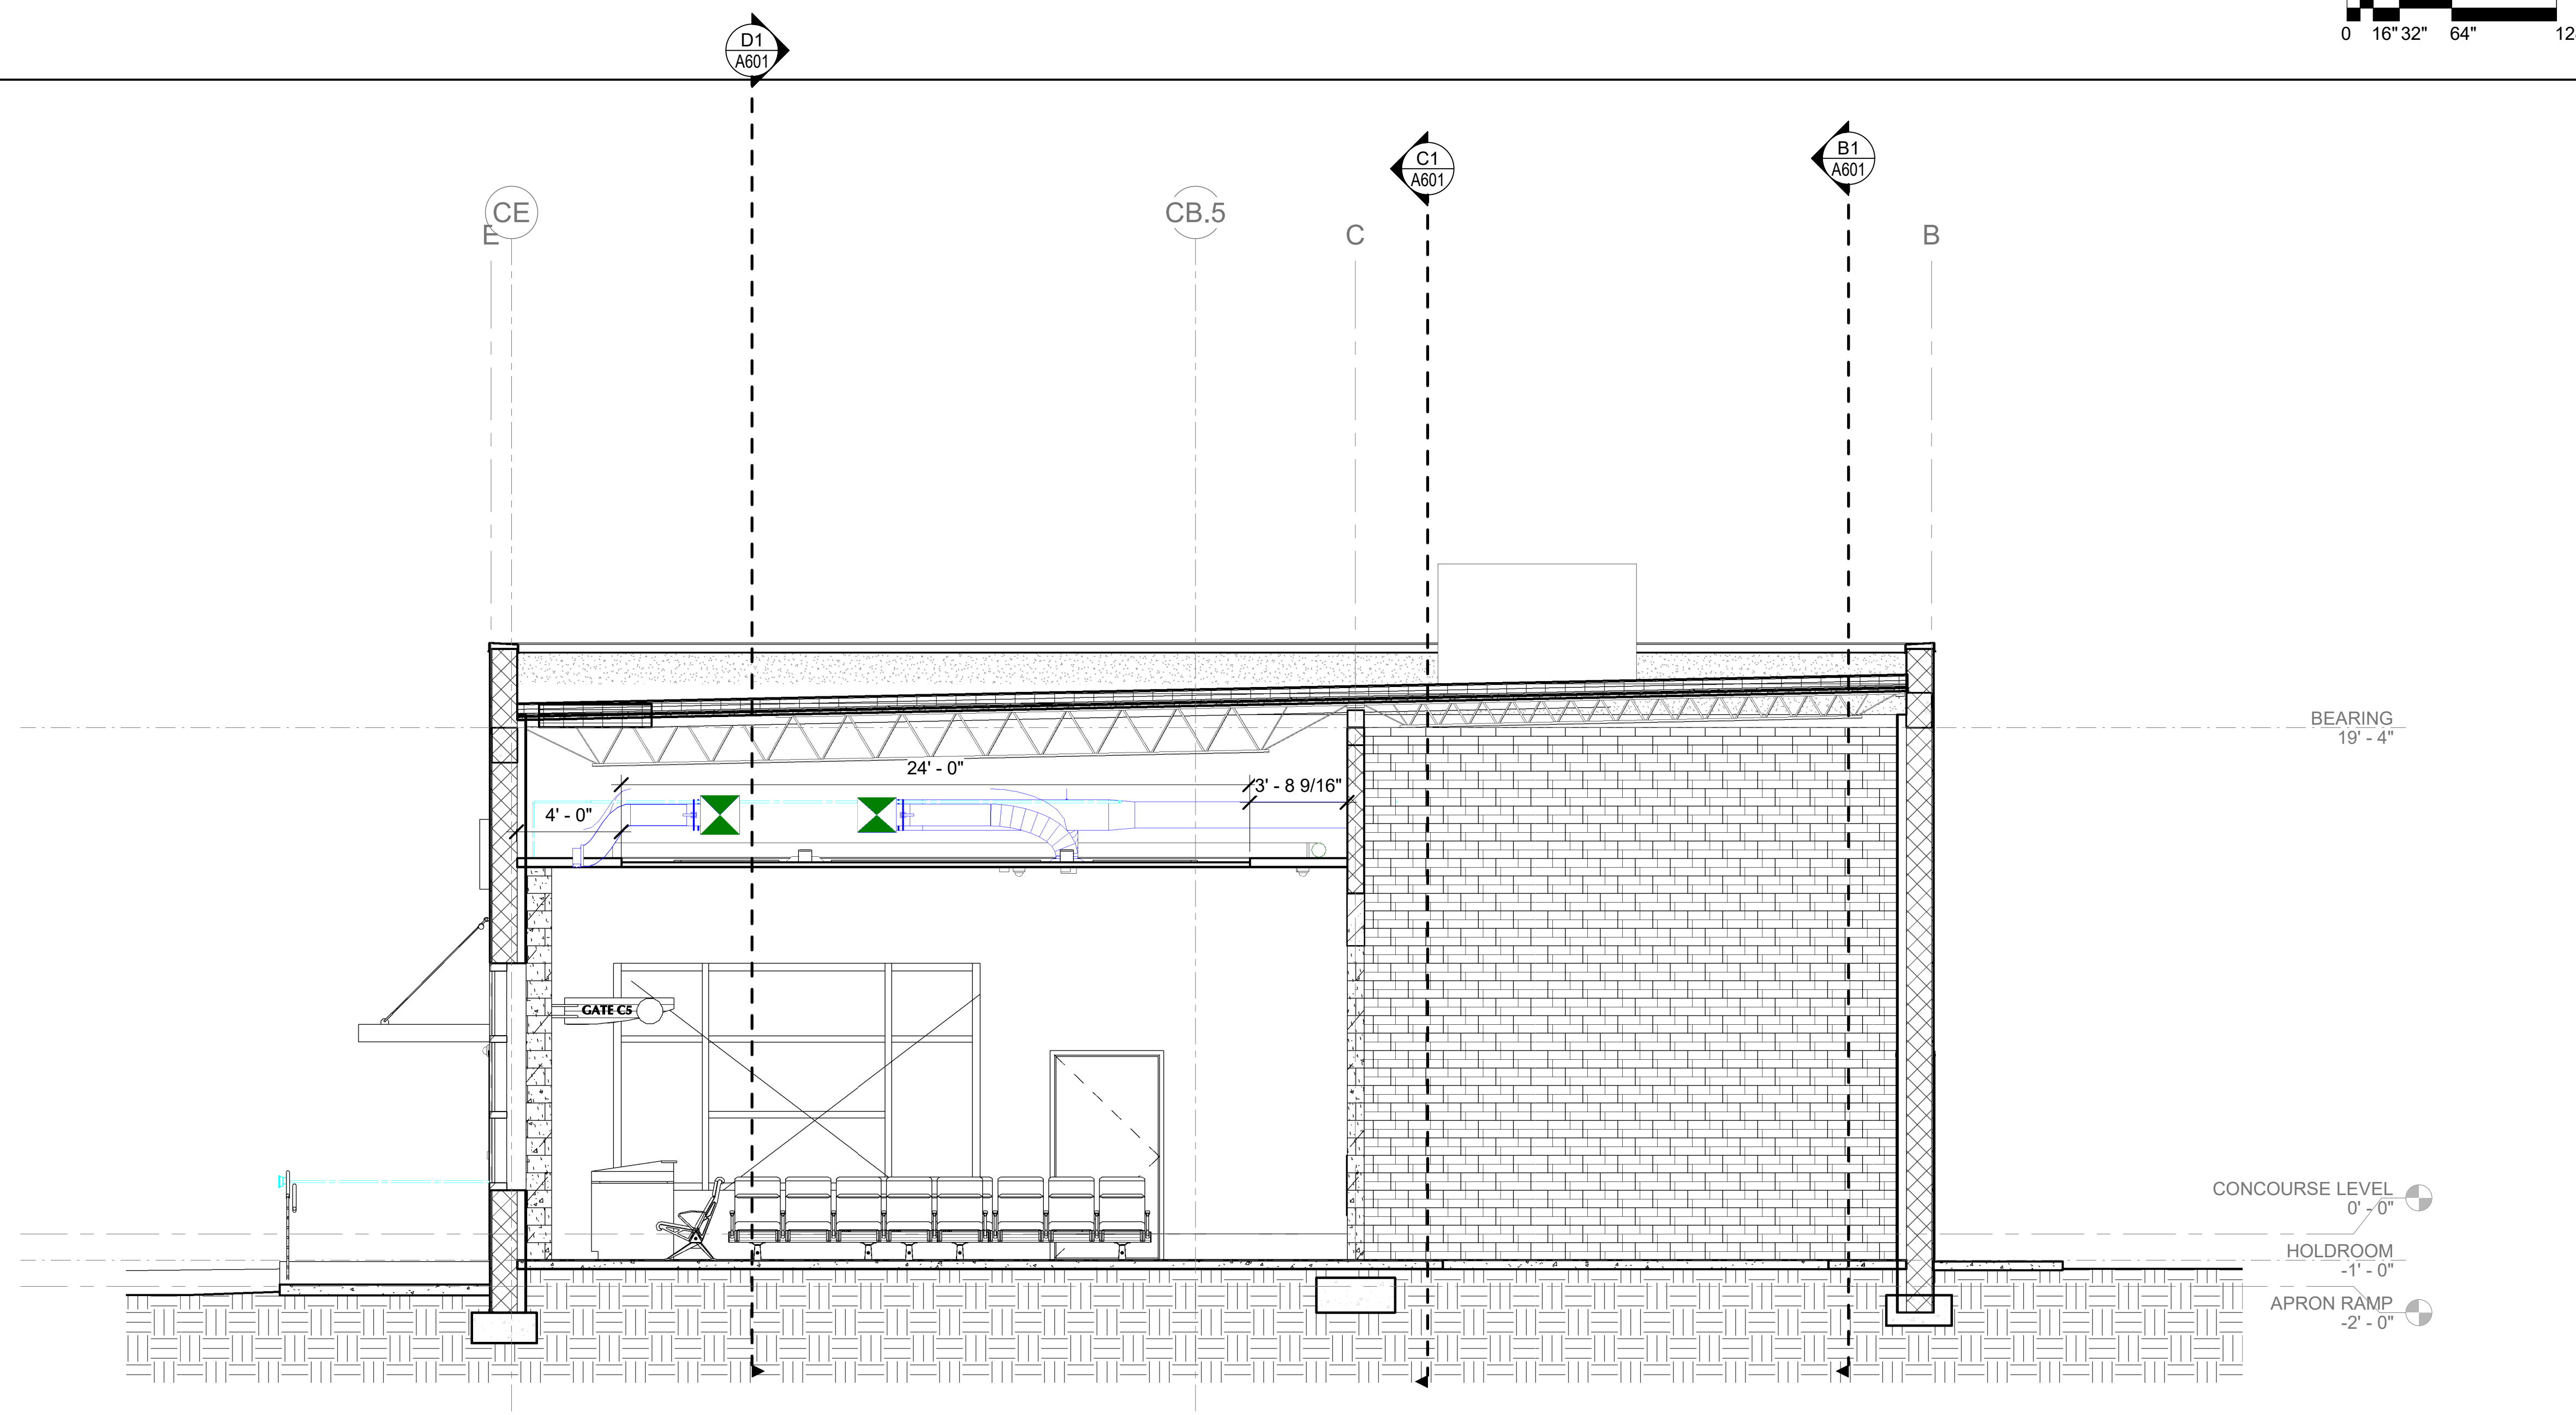 0 16" 32" 64" 12
D1
A601
C1
A601
B1
A601
CE
E
CB.5
C
B
BEARING
19' - 4"
24' - 0"
3' - 8 9/16"
4' - 0"
GATE C5
CONCOURSE LEVEL
0' - 0"
HOLDROOM
-1' - 0"
APRON RAMP
-2' - 0"